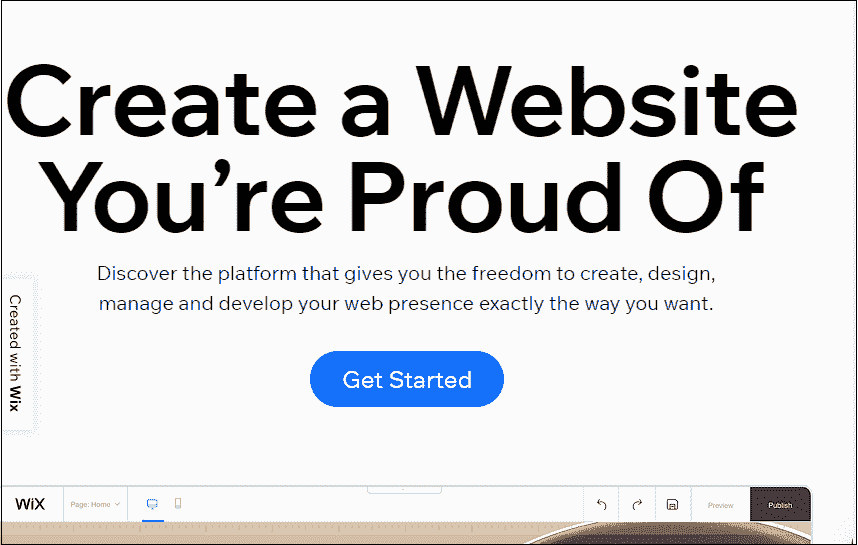 Create a Website
You’re Proud Of
Discover the platform that gives you the freedom to create, design,
manage and develop your web presence exactly the way you want.
Created with Wix
Get Started
WiX
Page: Home
Preview
Publish